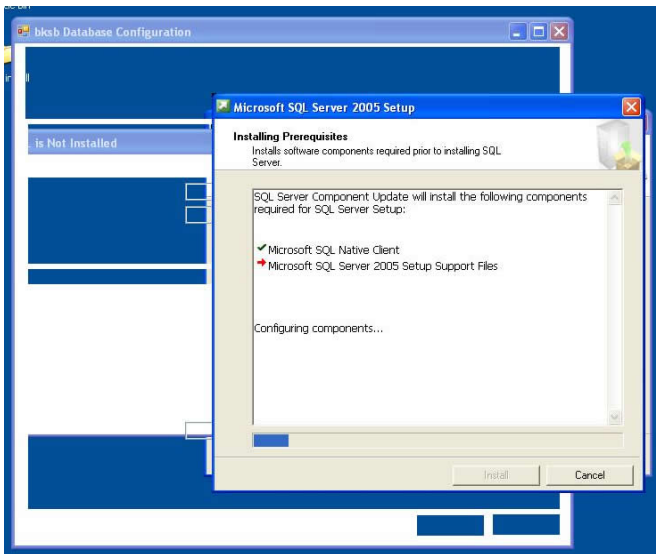 bksb Database Configuration
is Not Installed
Microsoft SQL Server 2005 Setup
Installing Prerequisites
Installs software components required prior to installing SQL
Server.
SQL Server Component Update will install the following components
required for SQL Server Setup:
Microsoft SQL Native Client
Microsoft SQL Server 2005 Setup Support Files
Configuring components...
Install
Cancel